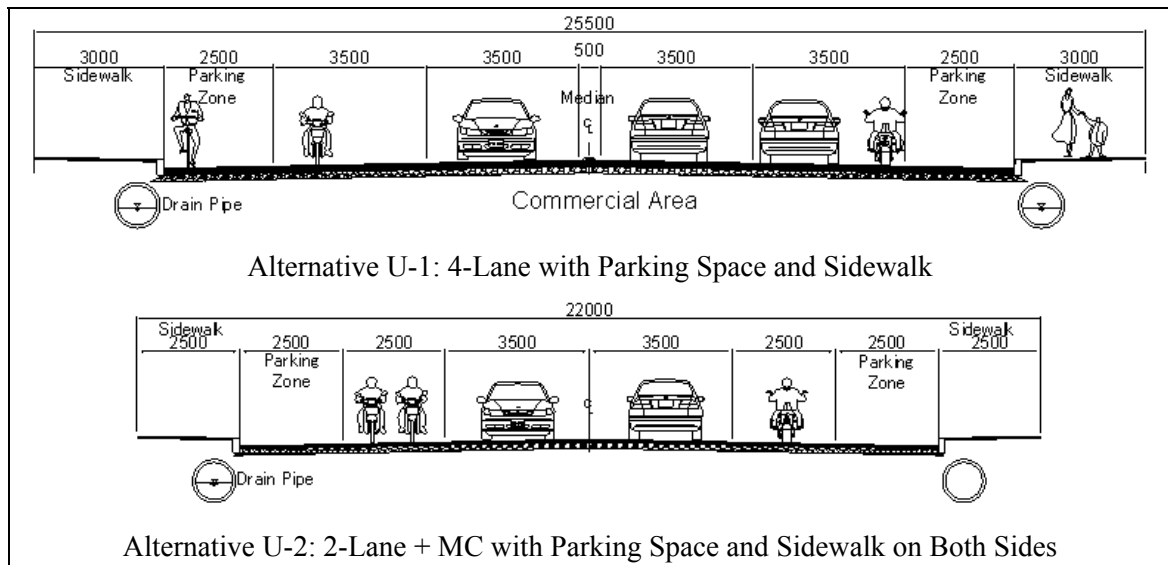 25500
3000 2500 3500 3500 500 3500 3500 2500 3000
Sidewalk Parking Zone Median Parking Zone Sidewalk
℄
Drain Pipe
Commercial Area
Alternative U-1: 4-Lane with Parking Space and Sidewalk
22000
Sidewalk Sidewalk
2500 2500 2500 3500 3500 2500 2500 2500
Parking Zone Parking Zone
℄
Drain Pipe
Alternative U-2: 2-Lane + MC with Parking Space and Sidewalk on Both Sides